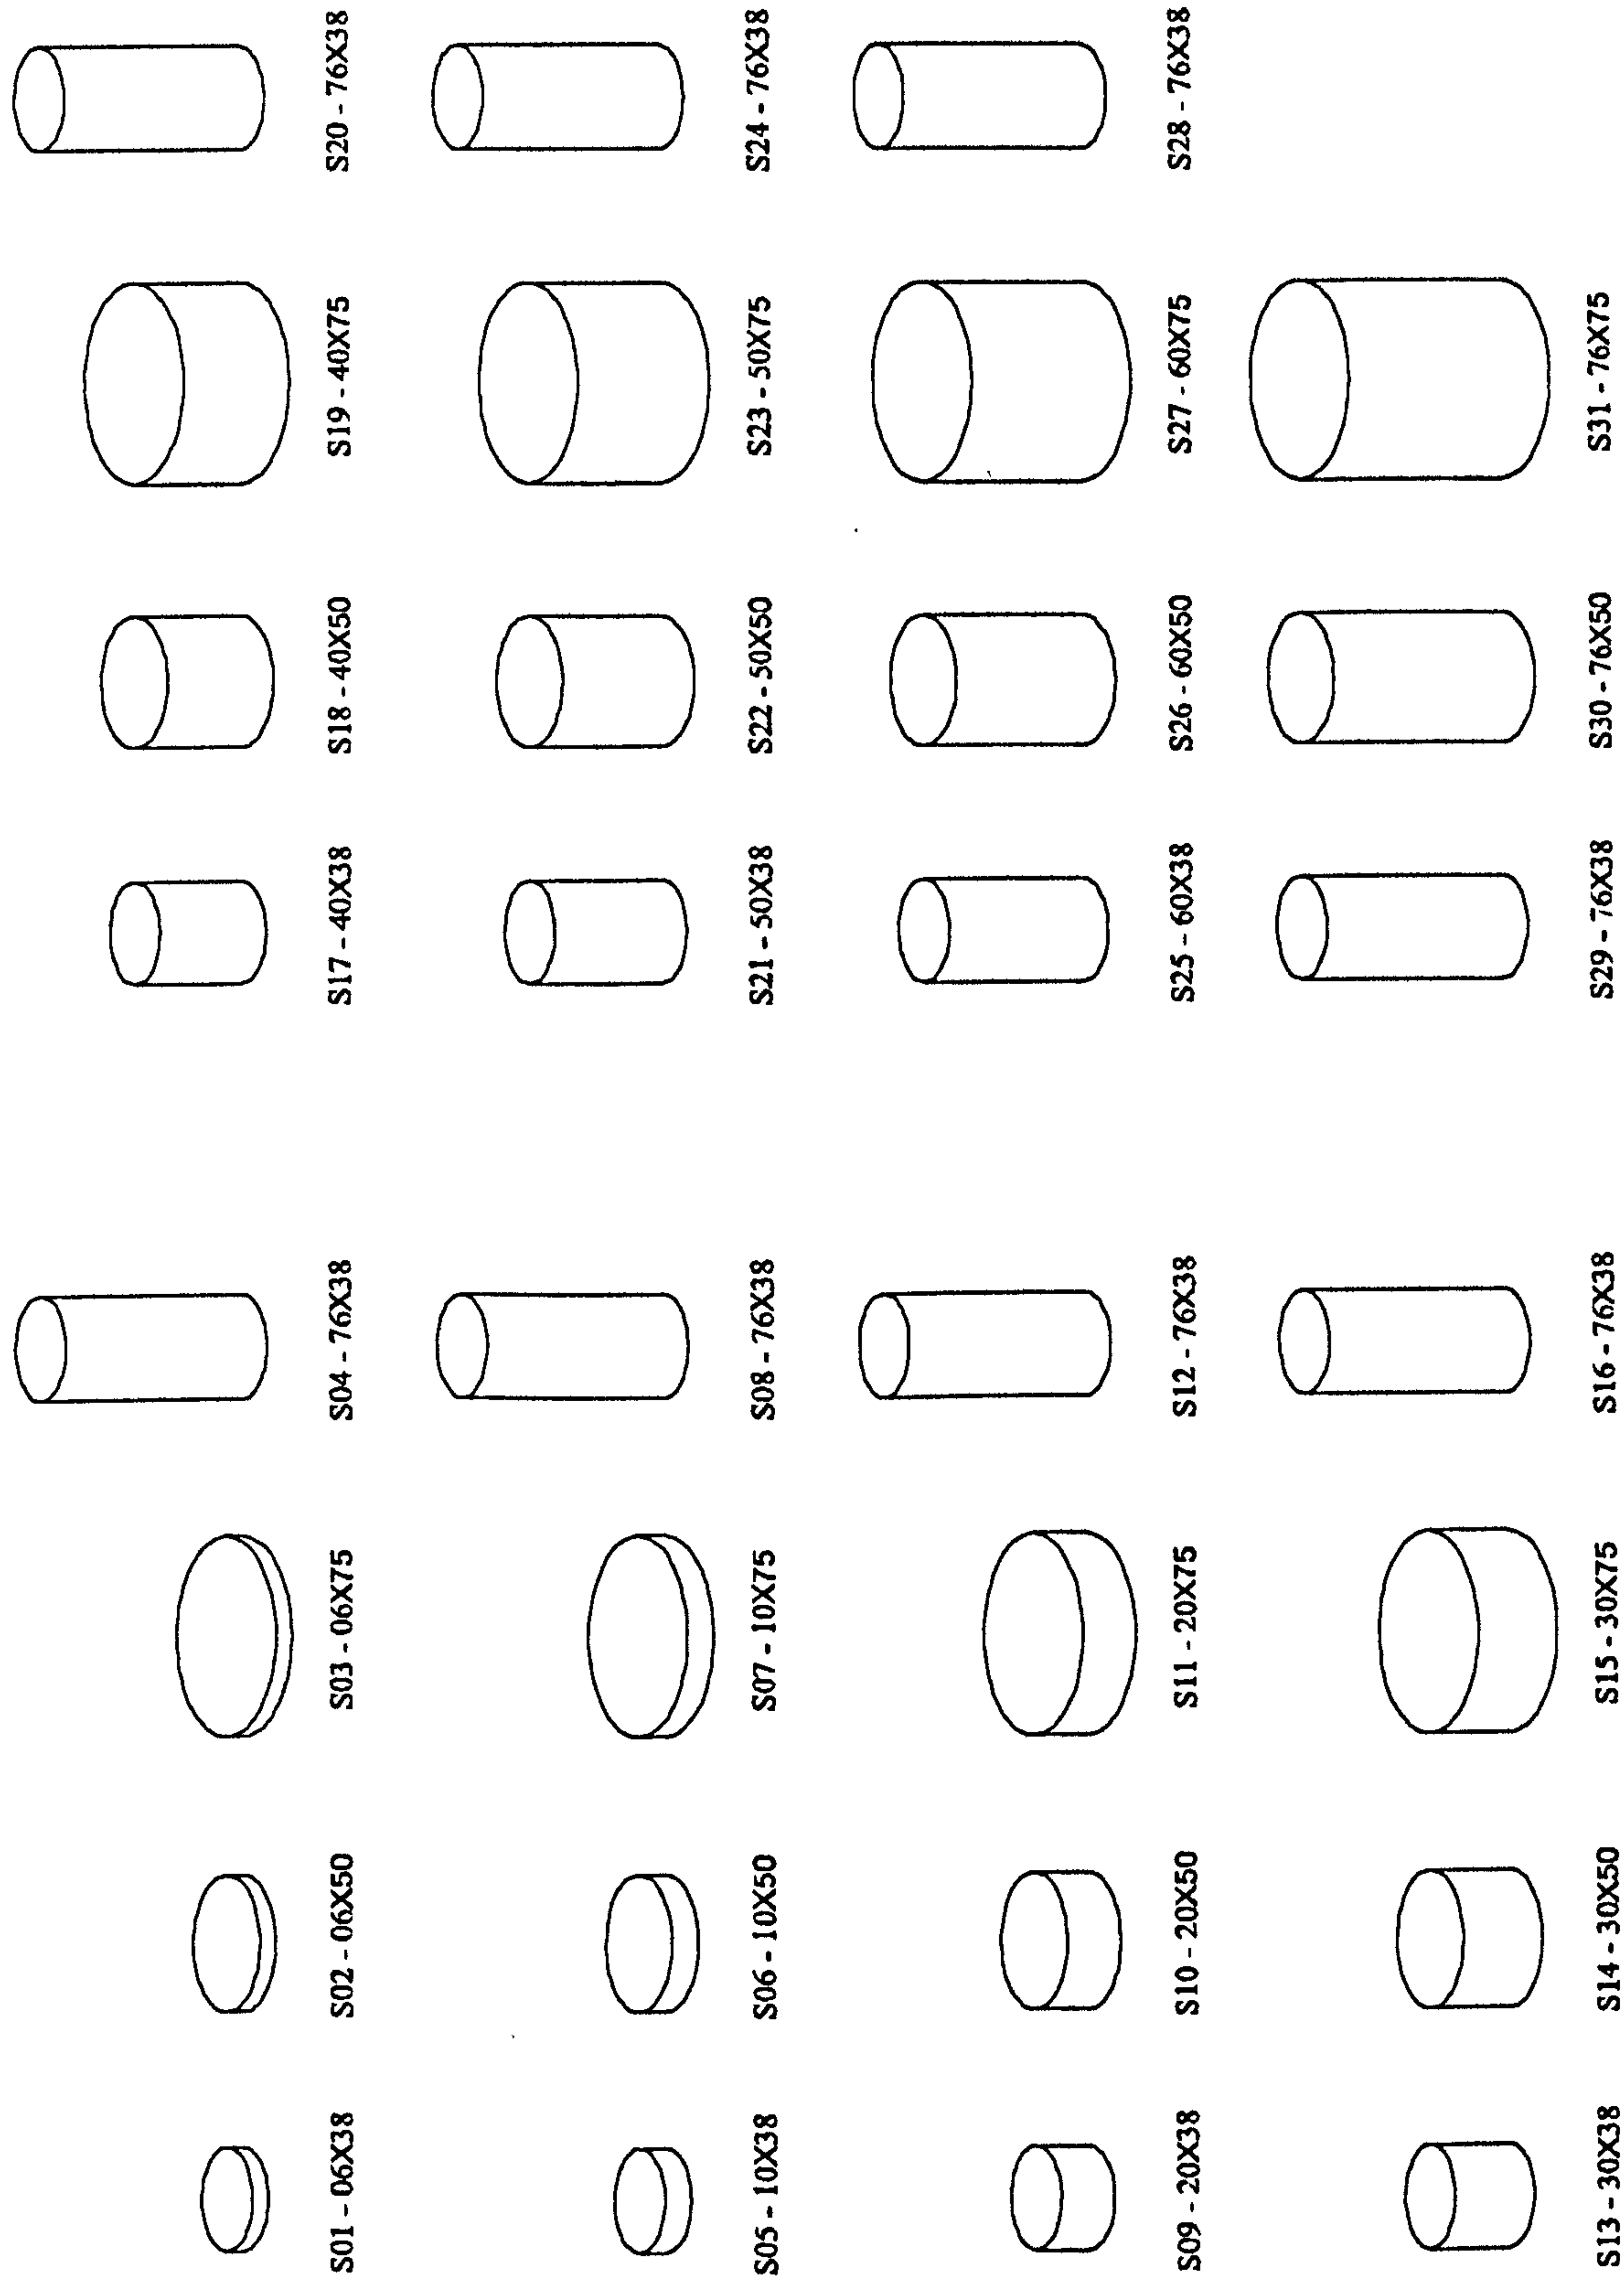 S01 - 06X38
S02 - 06X50
S03 - 06X75
S04 - 76X38
S05 - 10X38
S06 - 10X50
S07 - 10X75
S08 - 76X38
S09 - 20X38
S10 - 20X50
S11 - 20X75
S12 - 76X38
S13 - 30X38
S14 - 30X50
S15 - 30X75
S16 - 76X38
S17 - 40X38
S18 - 40X50
S19 - 40X75
S20 - 76X38
S21 - 50X38
S22 - 50X50
S23 - 50X75
S24 - 76X38
S25 - 60X38
S26 - 60X50
S27 - 60X75
S28 - 76X38
S29 - 76X38
S30 - 76X50
S31 - 76X75